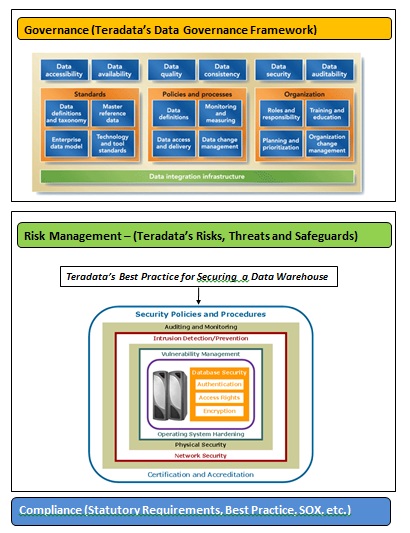 Governance (Teradata's Data Governance Framework)
Data accessibility
Data availability
Data quality
Data consistency
Data security
Data auditability
Standards
Data definitions and taxonomy
Master reference data
Enterprise data model
Technology and tool standards
Policies and processes
Data definitions
Monitoring and measuring
Data access and delivery
Data change management
Organization
Roles and responsibility
Training and education
Planning and prioritization
Organization change management
Data integration infrastructure
Risk Management – (Teradata's Risks, Threats and Safeguards)
Teradata's Best Practice for Securing a Data Warehouse
Security Policies and Procedures
Auditing and Monitoring
Intrusion Detection/Prevention
Vulnerability Management
Database Security
Authentication
Access Rights
Encryption
Operating System Hardening
Physical Security
Network Security
Certification and Accreditation
Compliance (Statutory Requirements, Best Practice, SOX, etc.)